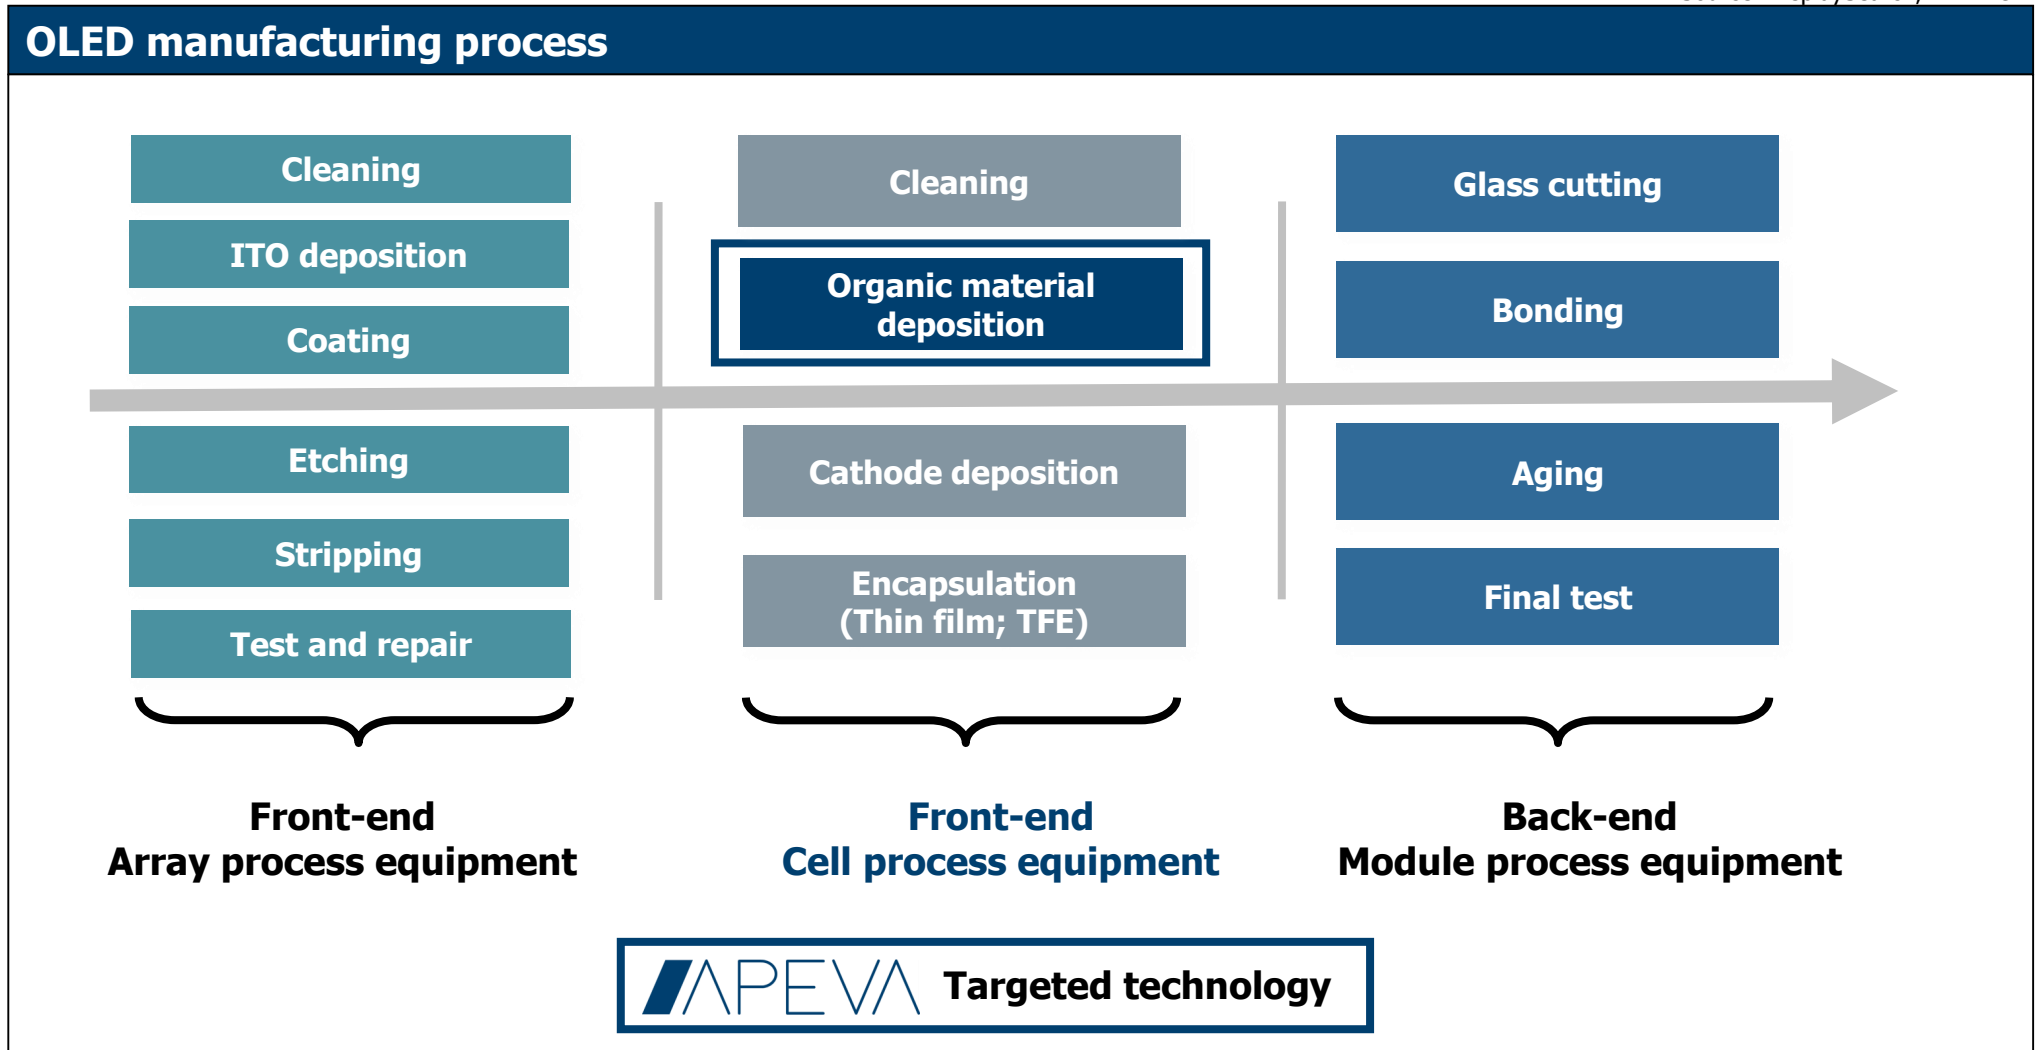 OLED manufacturing process
Cleaning
ITO deposition
Coating
Etching
Stripping
Test and repair
Front-end
Array process equipment
Cleaning
Organic material
deposition
Cathode deposition
Encapsulation
(Thin film; TFE)
Front-end
Cell process equipment
Glass cutting
Bonding
Aging
Final test
Back-end
Module process equipment
APEVA Targeted technology